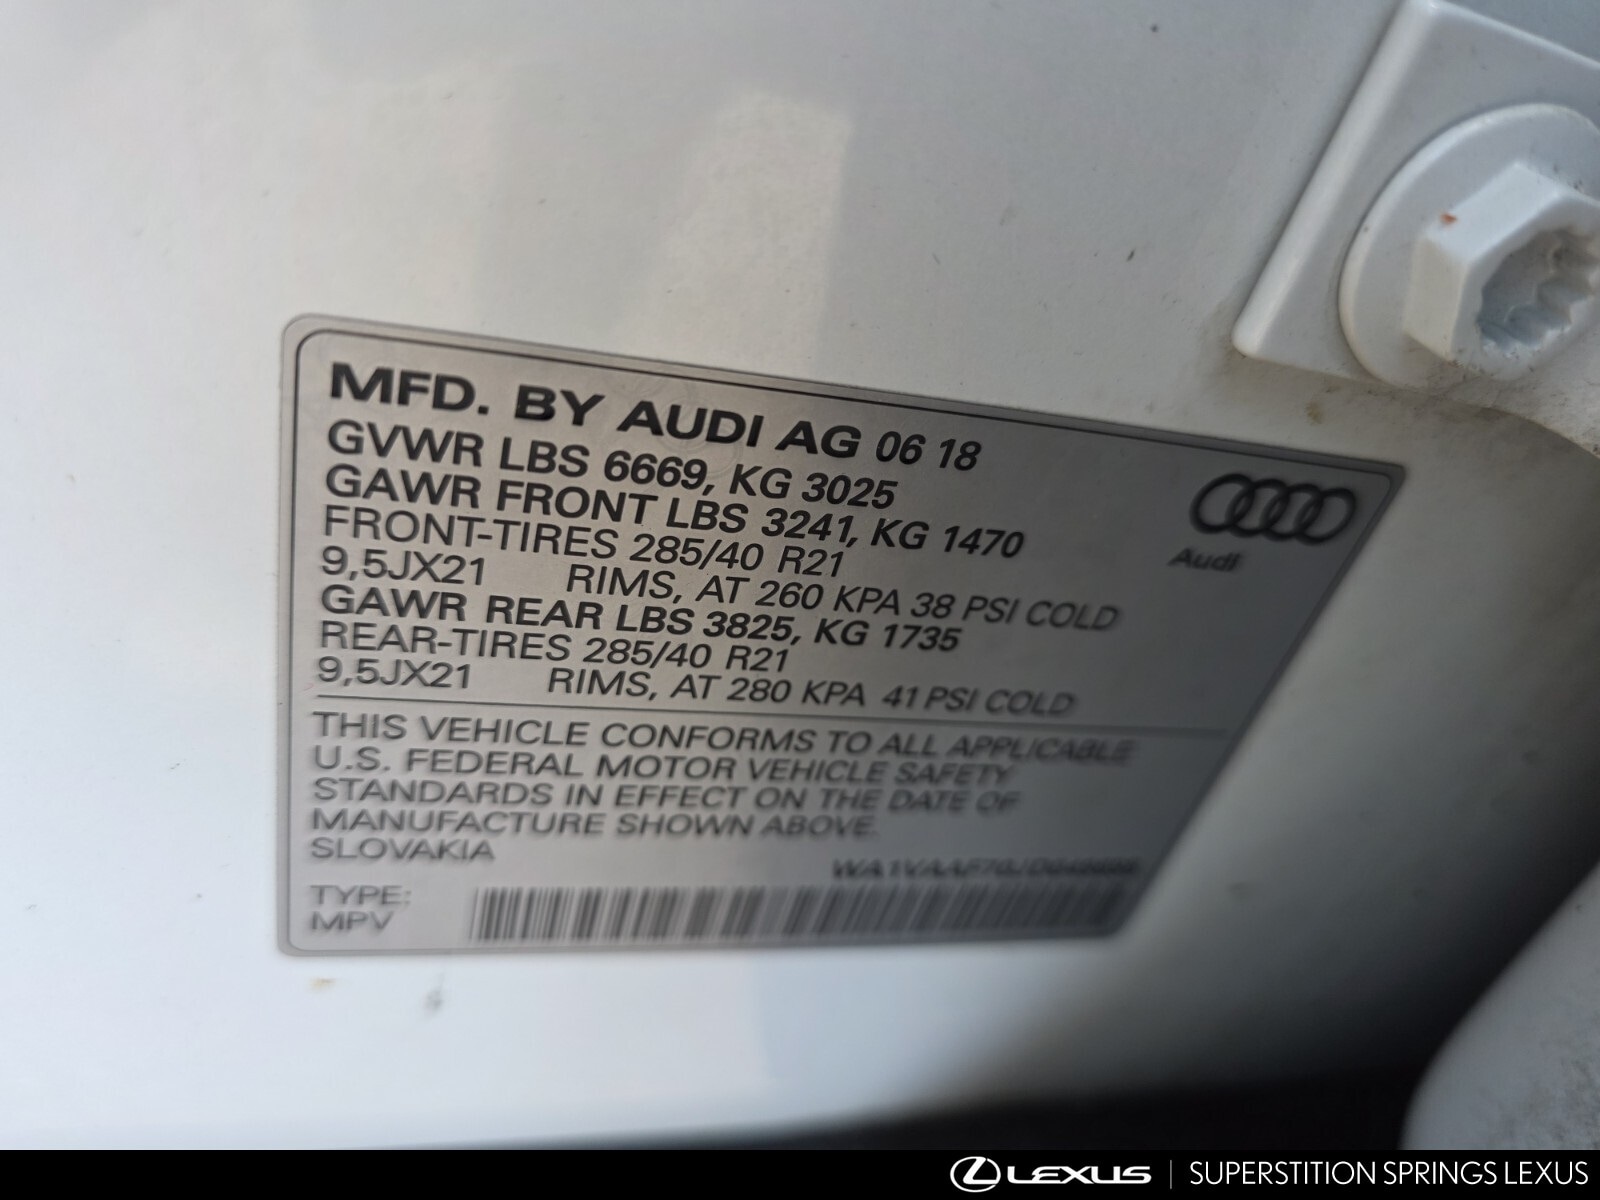 MFD. BY AUDI AG 06 18
GVWR LBS 6669, KG 3025
GAWR FRONT LBS 3241, KG 1470
FRONT-TIRES 285/40 R21
9,5JX21 RIMS, AT 260 KPA 38 PSI COLD
GAWR REAR LBS 3825, KG 1735
REAR-TIRES 285/40 R21
9,5JX21 RIMS, AT 280 KPA 41 PSI COLD
Audi
THIS VEHICLE CONFORMS TO ALL APPLICABLE
U.S. FEDERAL MOTOR VEHICLE SAFETY
STANDARDS IN EFFECT ON THE DATE OF
MANUFACTURE SHOWN ABOVE.
SLOVAKIA
TYPE:
MPV
LEXUS | SUPERSTITION SPRINGS LEXUS